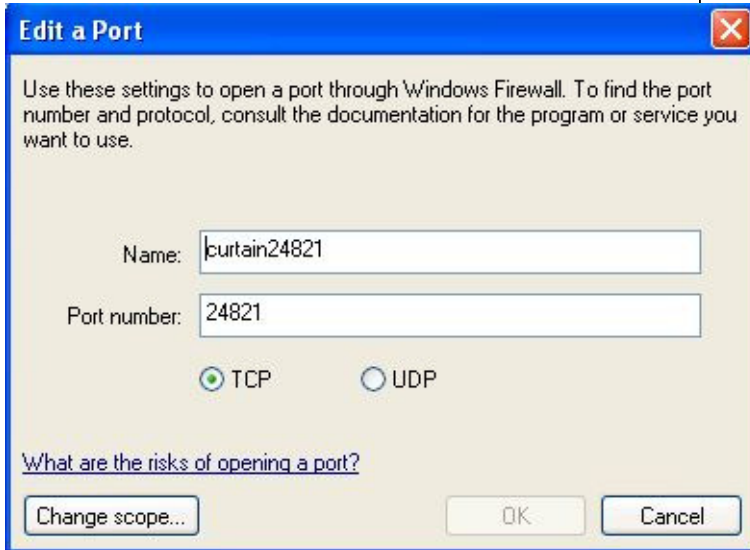 Edit a Port
Use these settings to open a port through Windows Firewall. To find the port
number and protocol, consult the documentation for the program or service you
want to use.
Name: curtain24821
Port number: 24821
TCP UDP
What are the risks of opening a port?
Change scope... OK Cancel